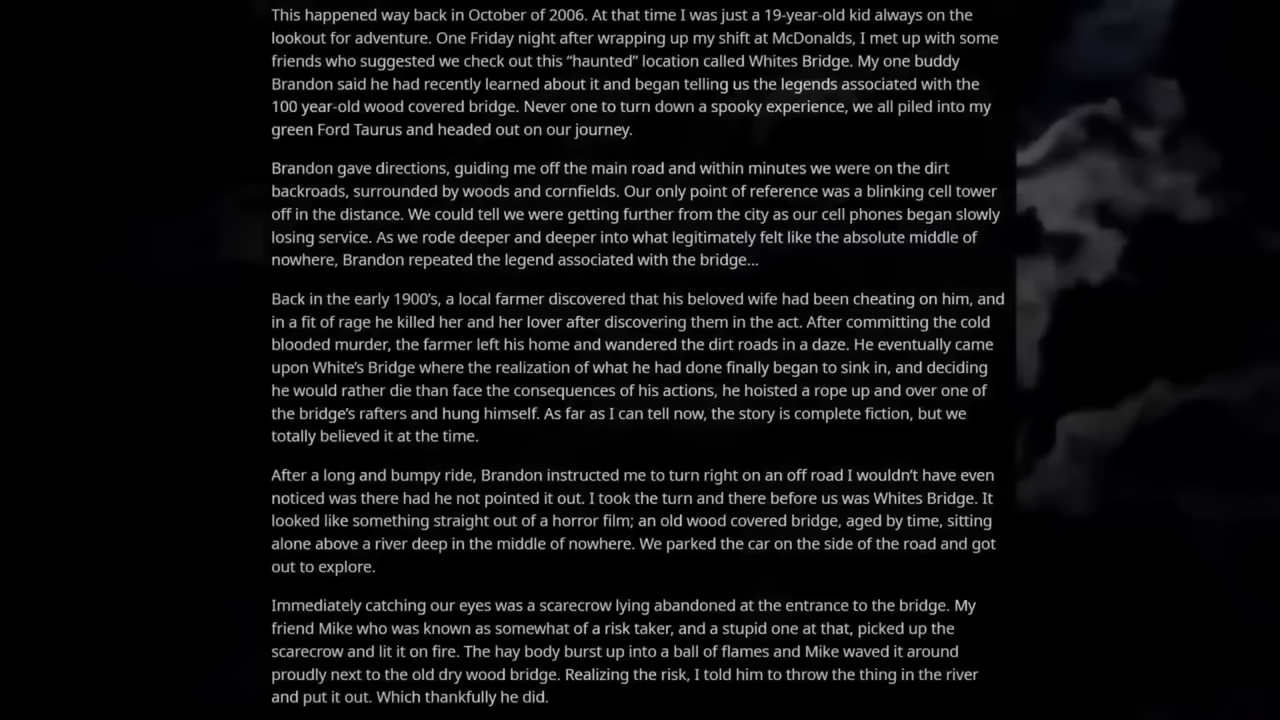 This happened way back in October of 2006. At that time I was just a 19-year-old kid always on the
lookout for adventure. One Friday night after wrapping up my shift at McDonalds, I met up with some
friends who suggested we check out this “haunted” location called Whites Bridge. My one buddy
Brandon said he had recently learned about it and began telling us the legends associated with the
100 year-old wood covered bridge. Never one to turn down a spooky experience, we all piled into my
green Ford Taurus and headed out on our journey.
Brandon gave directions, guiding me off the main road and within minutes we were on the dirt
backroads, surrounded by woods and cornfields. Our only point of reference was a blinking cell tower
off in the distance. We could tell we were getting further from the city as our cell phones began slowly
losing service. As we rode deeper and deeper into what legitimately felt like the absolute middle of
nowhere, Brandon repeated the legend associated with the bridge...
Back in the early 1900’s, a local farmer discovered that his beloved wife had been cheating on him, and
in a fit of rage he killed her and her lover after discovering them in the act. After committing the cold
blooded murder, the farmer left his home and wandered the dirt roads in a daze. He eventually came
upon White’s Bridge where the realization of what he had done finally began to sink in, and deciding
he would rather die than face the consequences of his actions, he hoisted a rope up and over one of
the bridge’s rafters and hung himself. As far as I can tell now, the story is complete fiction, but we
totally believed it at the time.
After a long and bumpy ride, Brandon instructed me to turn right on an off road I wouldn’t have even
noticed was there had he not pointed it out. I took the turn and there before us was Whites Bridge. It
looked like something straight out of a horror film; an old wood covered bridge, aged by time, sitting
alone above a river deep in the middle of nowhere. We parked the car on the side of the road and got
out to explore.
Immediately catching our eyes was a scarecrow lying abandoned at the entrance to the bridge. My
friend Mike who was known as somewhat of a risk taker, and a stupid one at that, picked up the
scarecrow and lit it on fire. The hay body burst up into a ball of flames and Mike waved it around
proudly next to the old dry wood bridge. Realizing the risk, I told him to throw the thing in the river
and put it out. Which thankfully he did.